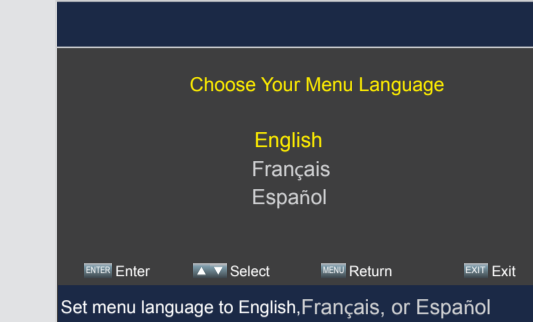 Choose Your Menu Language
English
Français
Español
ENTER Enter ▲ ▼ Select MENU Return EXIT Exit
Set menu language to English,Français, or Español